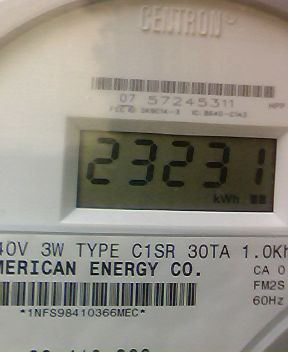 CENTRON
07 57245311
23231
kWh
40V 3W TYPE C1SR 30TA 1.0Kh
MERICAN ENERGY CO.
CA 0
FM2S
60Hz
*1NFS98410366MEC*